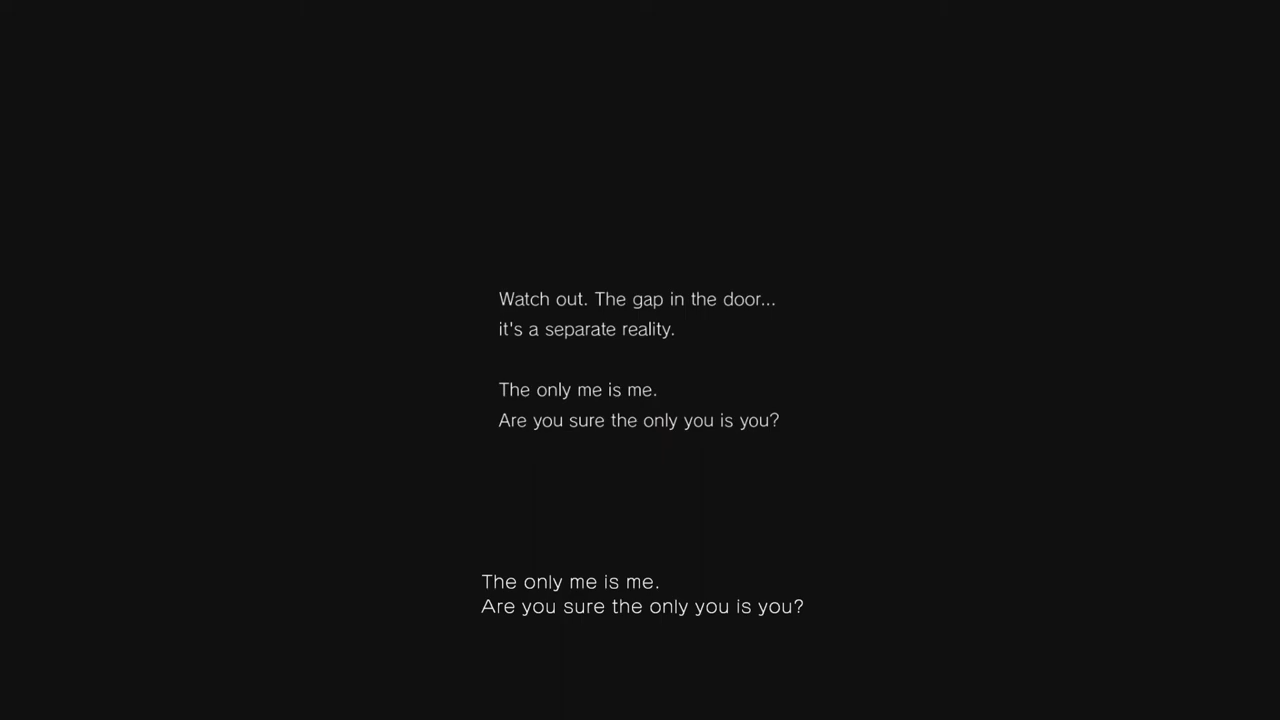 Watch out. The gap in the door...
it's a separate reality.
The only me is me.
Are you sure the only you is you?
The only me is me.
Are you sure the only you is you?